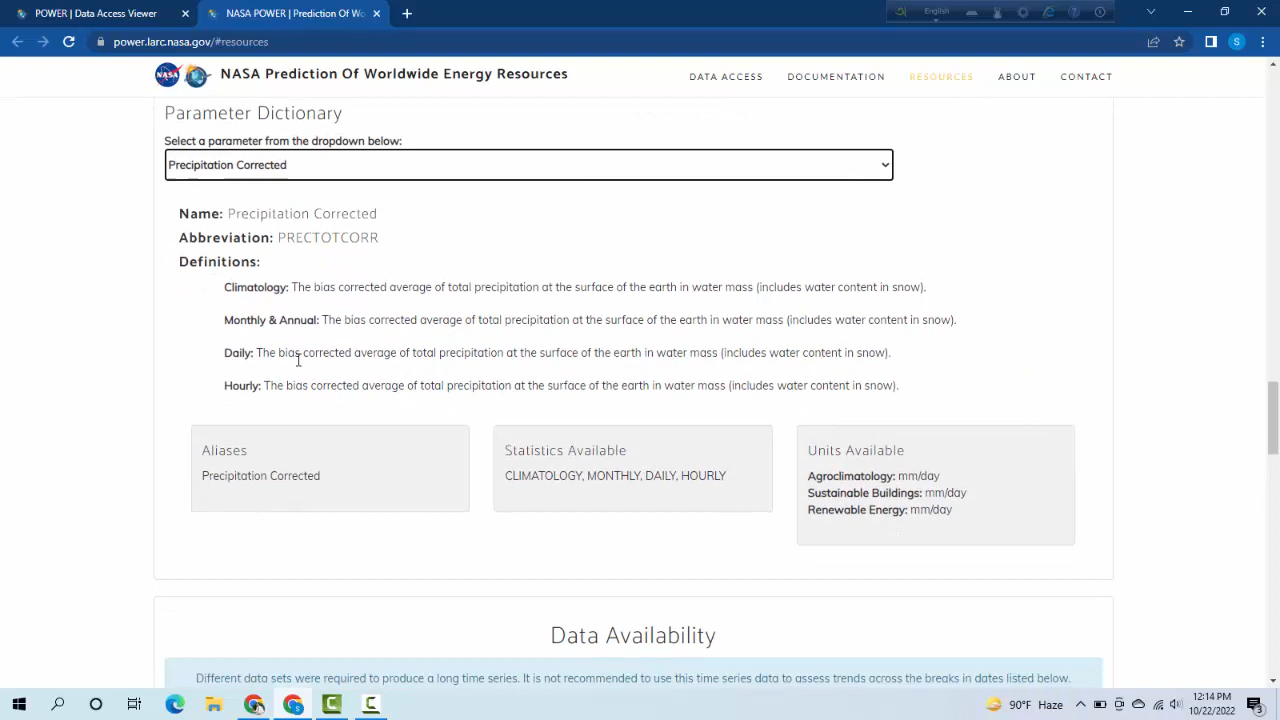 POWER | Data Access Viewer
NASA POWER | Prediction Of Wo
English
power.larc.nasa.gov/#resources
S
NASA Prediction Of Worldwide Energy Resources
DATA ACCESS
DOCUMENTATION
RESOURCES
ABOUT
CONTACT
Parameter Dictionary
Select a parameter from the dropdown below:
Precipitation Corrected
Name: Precipitation Corrected
Abbreviation: PRECTOTCORR
Definitions:
Climatology: The bias corrected average of total precipitation at the surface of the earth in water mass (includes water content in snow).
Monthly & Annual: The bias corrected average of total precipitation at the surface of the earth in water mass (includes water content in snow).
Daily: The bias corrected average of total precipitation at the surface of the earth in water mass (includes water content in snow).
Hourly: The bias corrected average of total precipitation at the surface of the earth in water mass (includes water content in snow).
Aliases
Precipitation Corrected
Statistics Available
CLIMATOLOGY, MONTHLY, DAILY, HOURLY
Units Available
Agroclimatology: mm/day
Sustainable Buildings: mm/day
Renewable Energy: mm/day
Data Availability
Different data sets were required to produce a long time series. It is not recommended to use this time series data to assess trends across the breaks in dates listed below.
90°F Haze
12:14 PM
10/22/2022
3